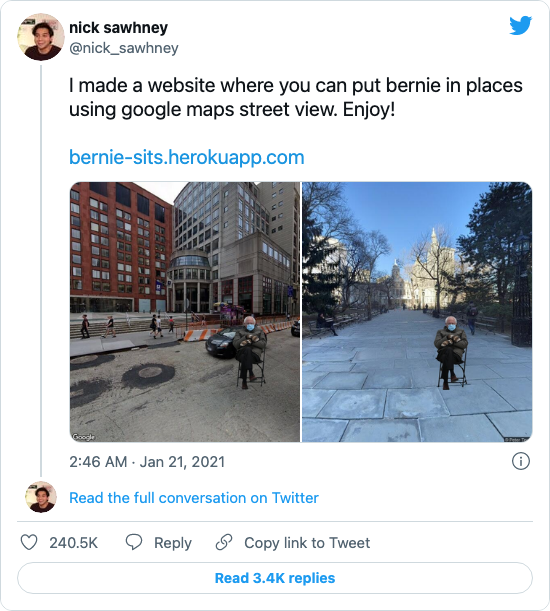 nick sawhney
@nick_sawhney
I made a website where you can put bernie in places
using google maps street view. Enjoy!
bernie-sits.herokuapp.com
Google
2:46 AM · Jan 21, 2021
Read the full conversation on Twitter
240.5K Reply Copy link to Tweet
Read 3.4K replies